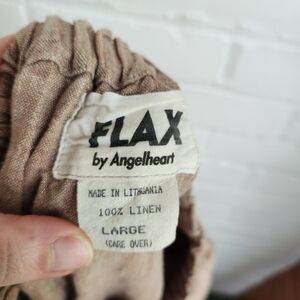 FLAX
by Angelheart
MADE IN LITHUANIA
100% LINEN
LARGE
(CARE OVER)